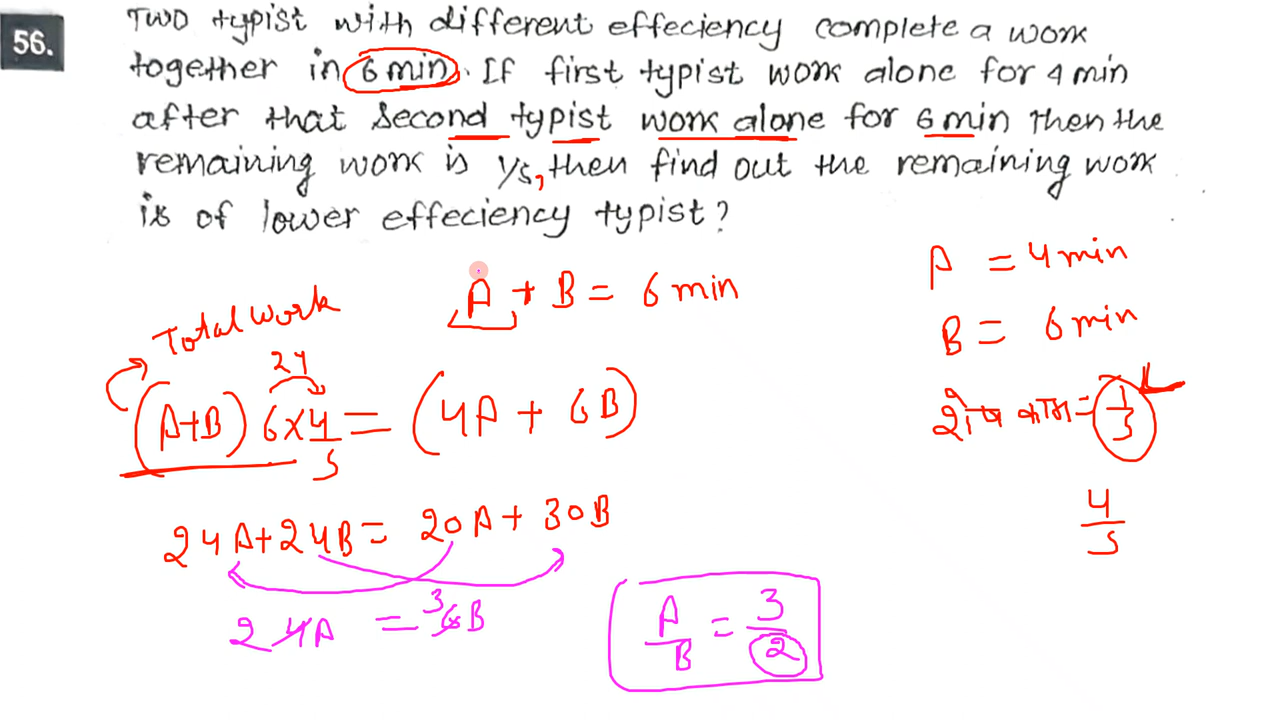 56.
Two typist with different effeciency complete a work
together in 6 min. If first typist work alone for 4 min
after that second typist work alone for 6 min then the
remaining work is 1/5, then find out the remaining work
is of lower effeciency typist?
A + B = 6 min
A = 4 min
B = 6 min
Total work
24
(A+B) 6×4/5 = (4A + 6B)
= 1/5
4/5
24A+24B = 20A+30B
2 4A = 3 6B
A/B = 3/2